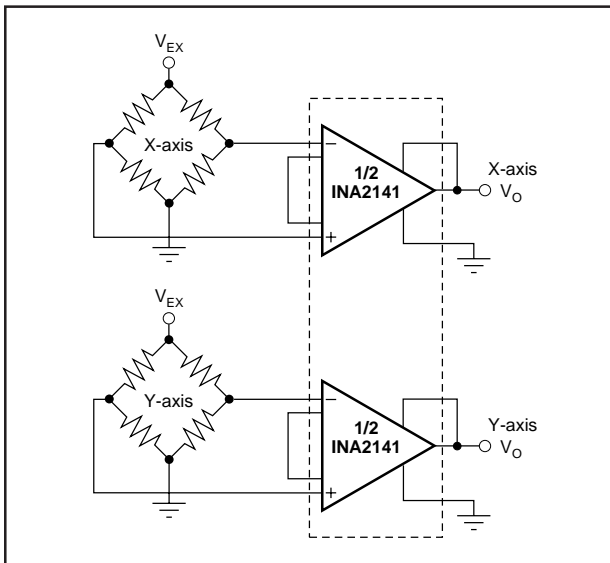 V_EX
X-axis
−
1/2
INA2141
+
X-axis
V_O
V_EX
Y-axis
−
1/2
INA2141
+
Y-axis
V_O